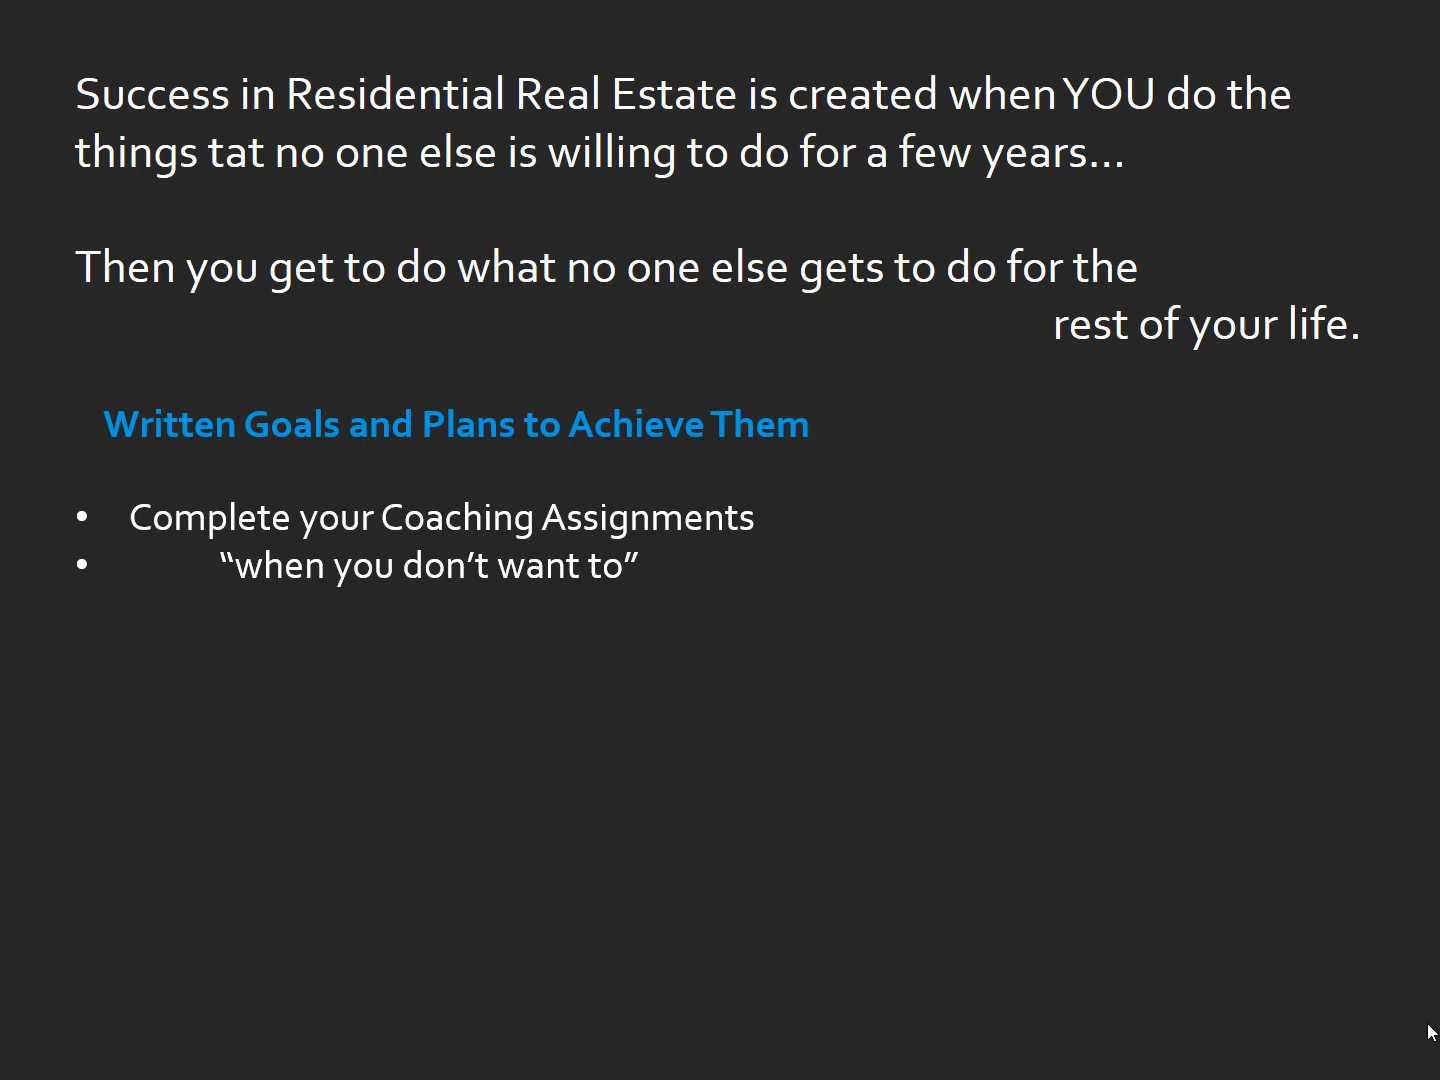 Success in Residential Real Estate is created when YOU do the
things tat no one else is willing to do for a few years...
Then you get to do what no one else gets to do for the
rest of your life.
Written Goals and Plans to Achieve Them
• Complete your Coaching Assignments
• “when you don’t want to”